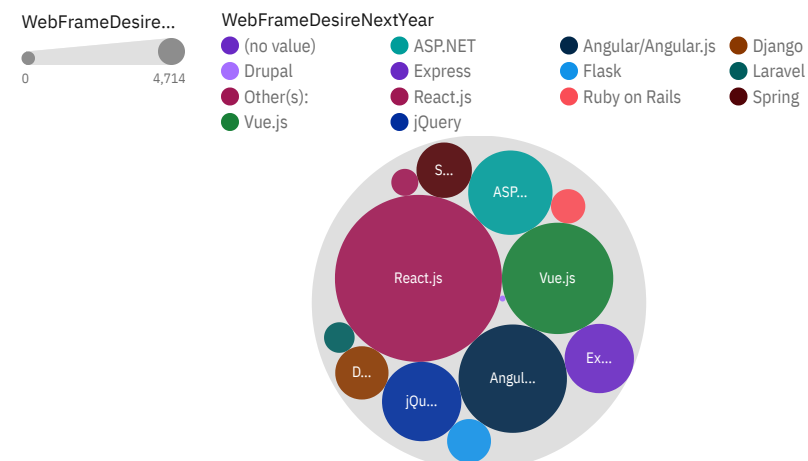 WebFrameDesire...
0 4,714
WebFrameDesireNextYear
(no value) ASP.NET Angular/Angular.js Django
Drupal Express Flask Laravel
Other(s): React.js Ruby on Rails Spring
Vue.js jQuery
S...
ASP...
React.js Vue.js
Ex...
D... Angul...
jQu...